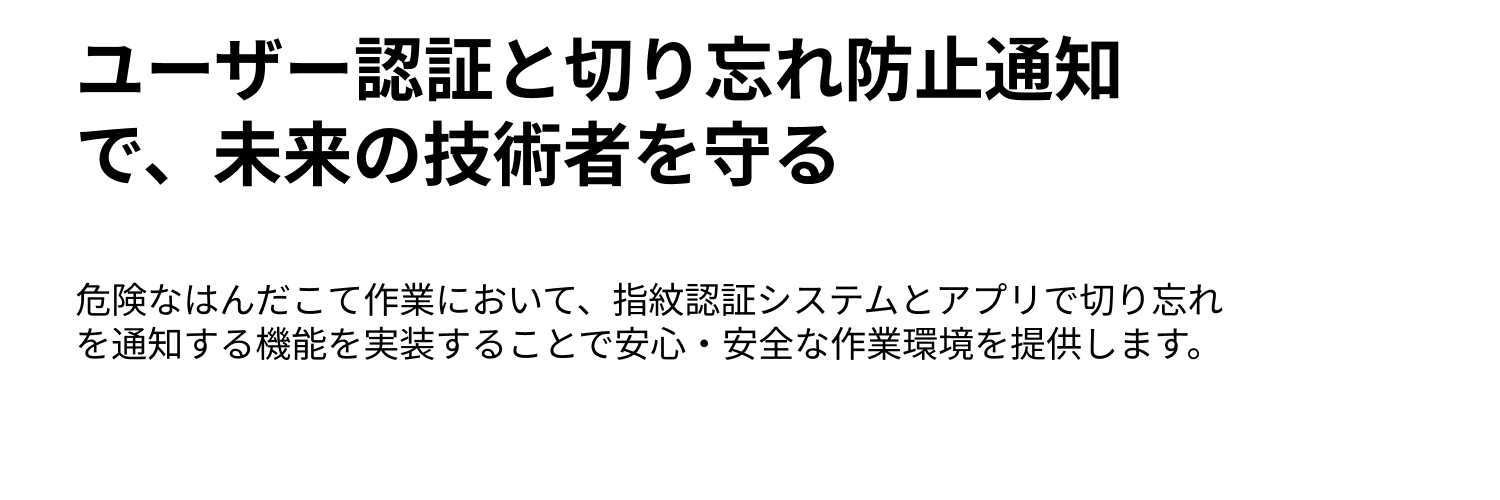 ユーザー認証と切り忘れ防止通知
で、未来の技術者を守る
危険なはんだこて作業において、指紋認証システムとアプリで切り忘れ
を通知する機能を実装することで安心・安全な作業環境を提供します。